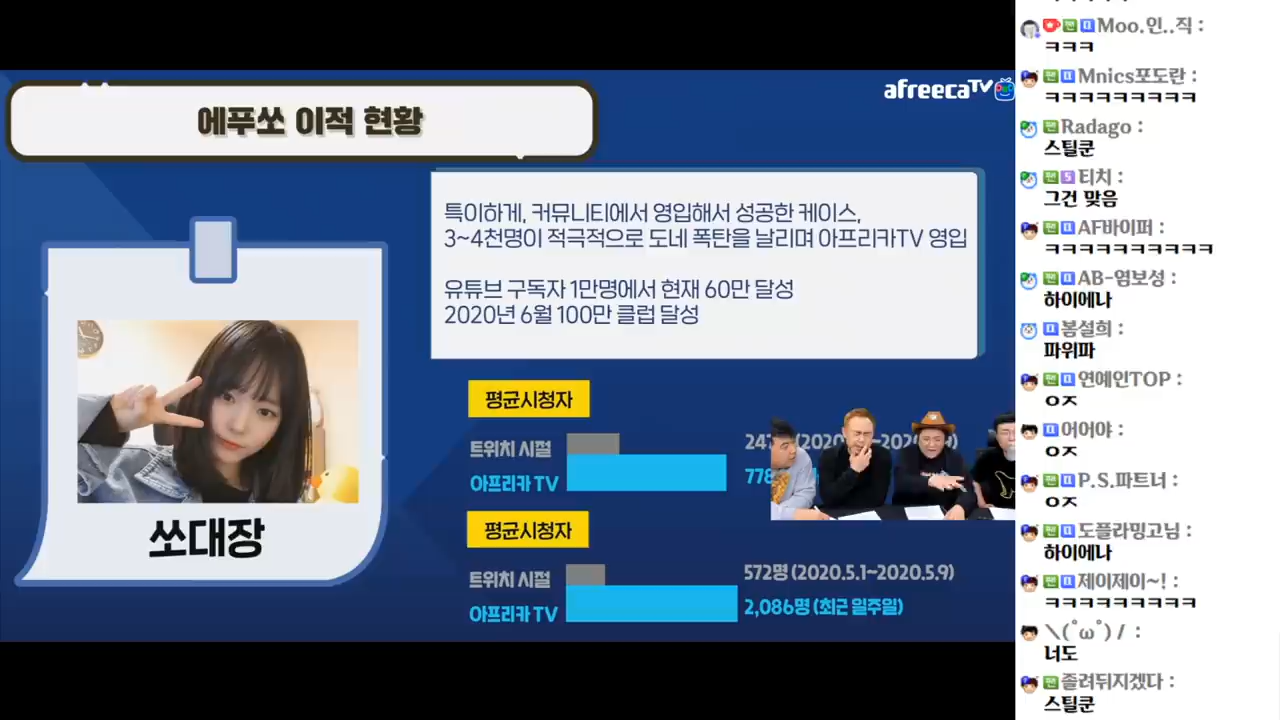 afreecaTV
에푸쏘 이적 현황
특이하게, 커뮤니티에서 영입해서 성공한 케이스,
3~4천명이 적극적으로 도네 폭탄을 날리며 아프리카TV 영입
유튜브 구독자 1만명에서 현재 60만 달성
2020년 6월 100만 클럽 달성
쏘대장
평균시청자
트위치 시절
아프리카 TV
평균시청자
트위치 시절 572명 (2020.5.1~2020.5.9)
아프리카 TV 2,086명 (최근 일주일)
Moo.인..직 :
ㅋㅋㅋ
Mnics포도란 :
ㅋㅋㅋㅋㅋㅋㅋㅋㅋ
Radago :
스틸쿤
티치 :
그건 맞음
AF바이퍼 :
ㅋㅋㅋㅋㅋㅋㅋㅋㅋㅋ
AB-염보성 :
하이에나
봄설희 :
파위파
연예인TOP :
ㅇㅈ
어어야 :
ㅇㅈ
P.S.파트너 :
ㅇㅈ
도플라밍고님 :
하이에나
제이제이~! :
ㅋㅋㅋㅋㅋㅋㅋㅋㅋ
＼(ﾟωﾟ)/ :
너도
졸려뒤지겠다 :
스틸쿤